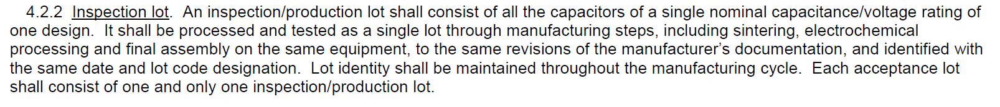 4.2.2 Inspection lot. An inspection/production lot shall consist of all the capacitors of a single nominal capacitance/voltage rating of
one design. It shall be processed and tested as a single lot through manufacturing steps, including sintering, electrochemical
processing and final assembly on the same equipment, to the same revisions of the manufacturer’s documentation, and identified with
the same date and lot code designation. Lot identity shall be maintained throughout the manufacturing cycle. Each acceptance lot
shall consist of one and only one inspection/production lot.